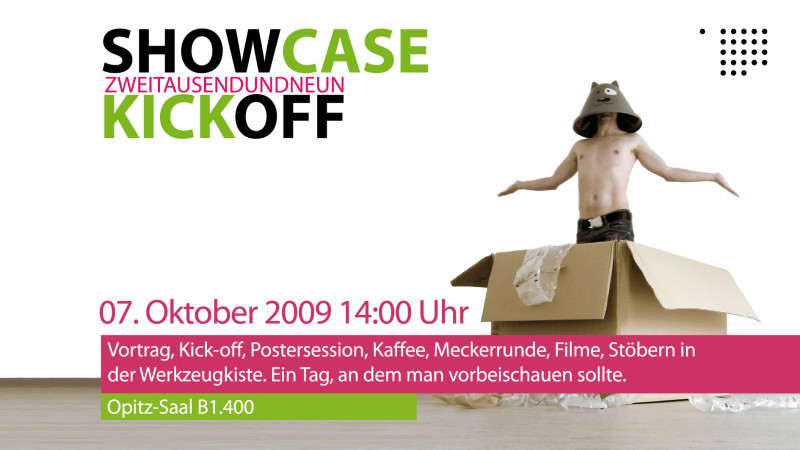 SHOWCASE
ZWEITAUSENDUNDNEUN
KICKOFF
07. Oktober 2009 14:00 Uhr
Vortrag, Kick-off, Postersession, Kaffee, Meckerrunde, Filme, Stöbern in
der Werkzeugkiste. Ein Tag, an dem man vorbeischauen sollte.
Opitz-Saal B1.400